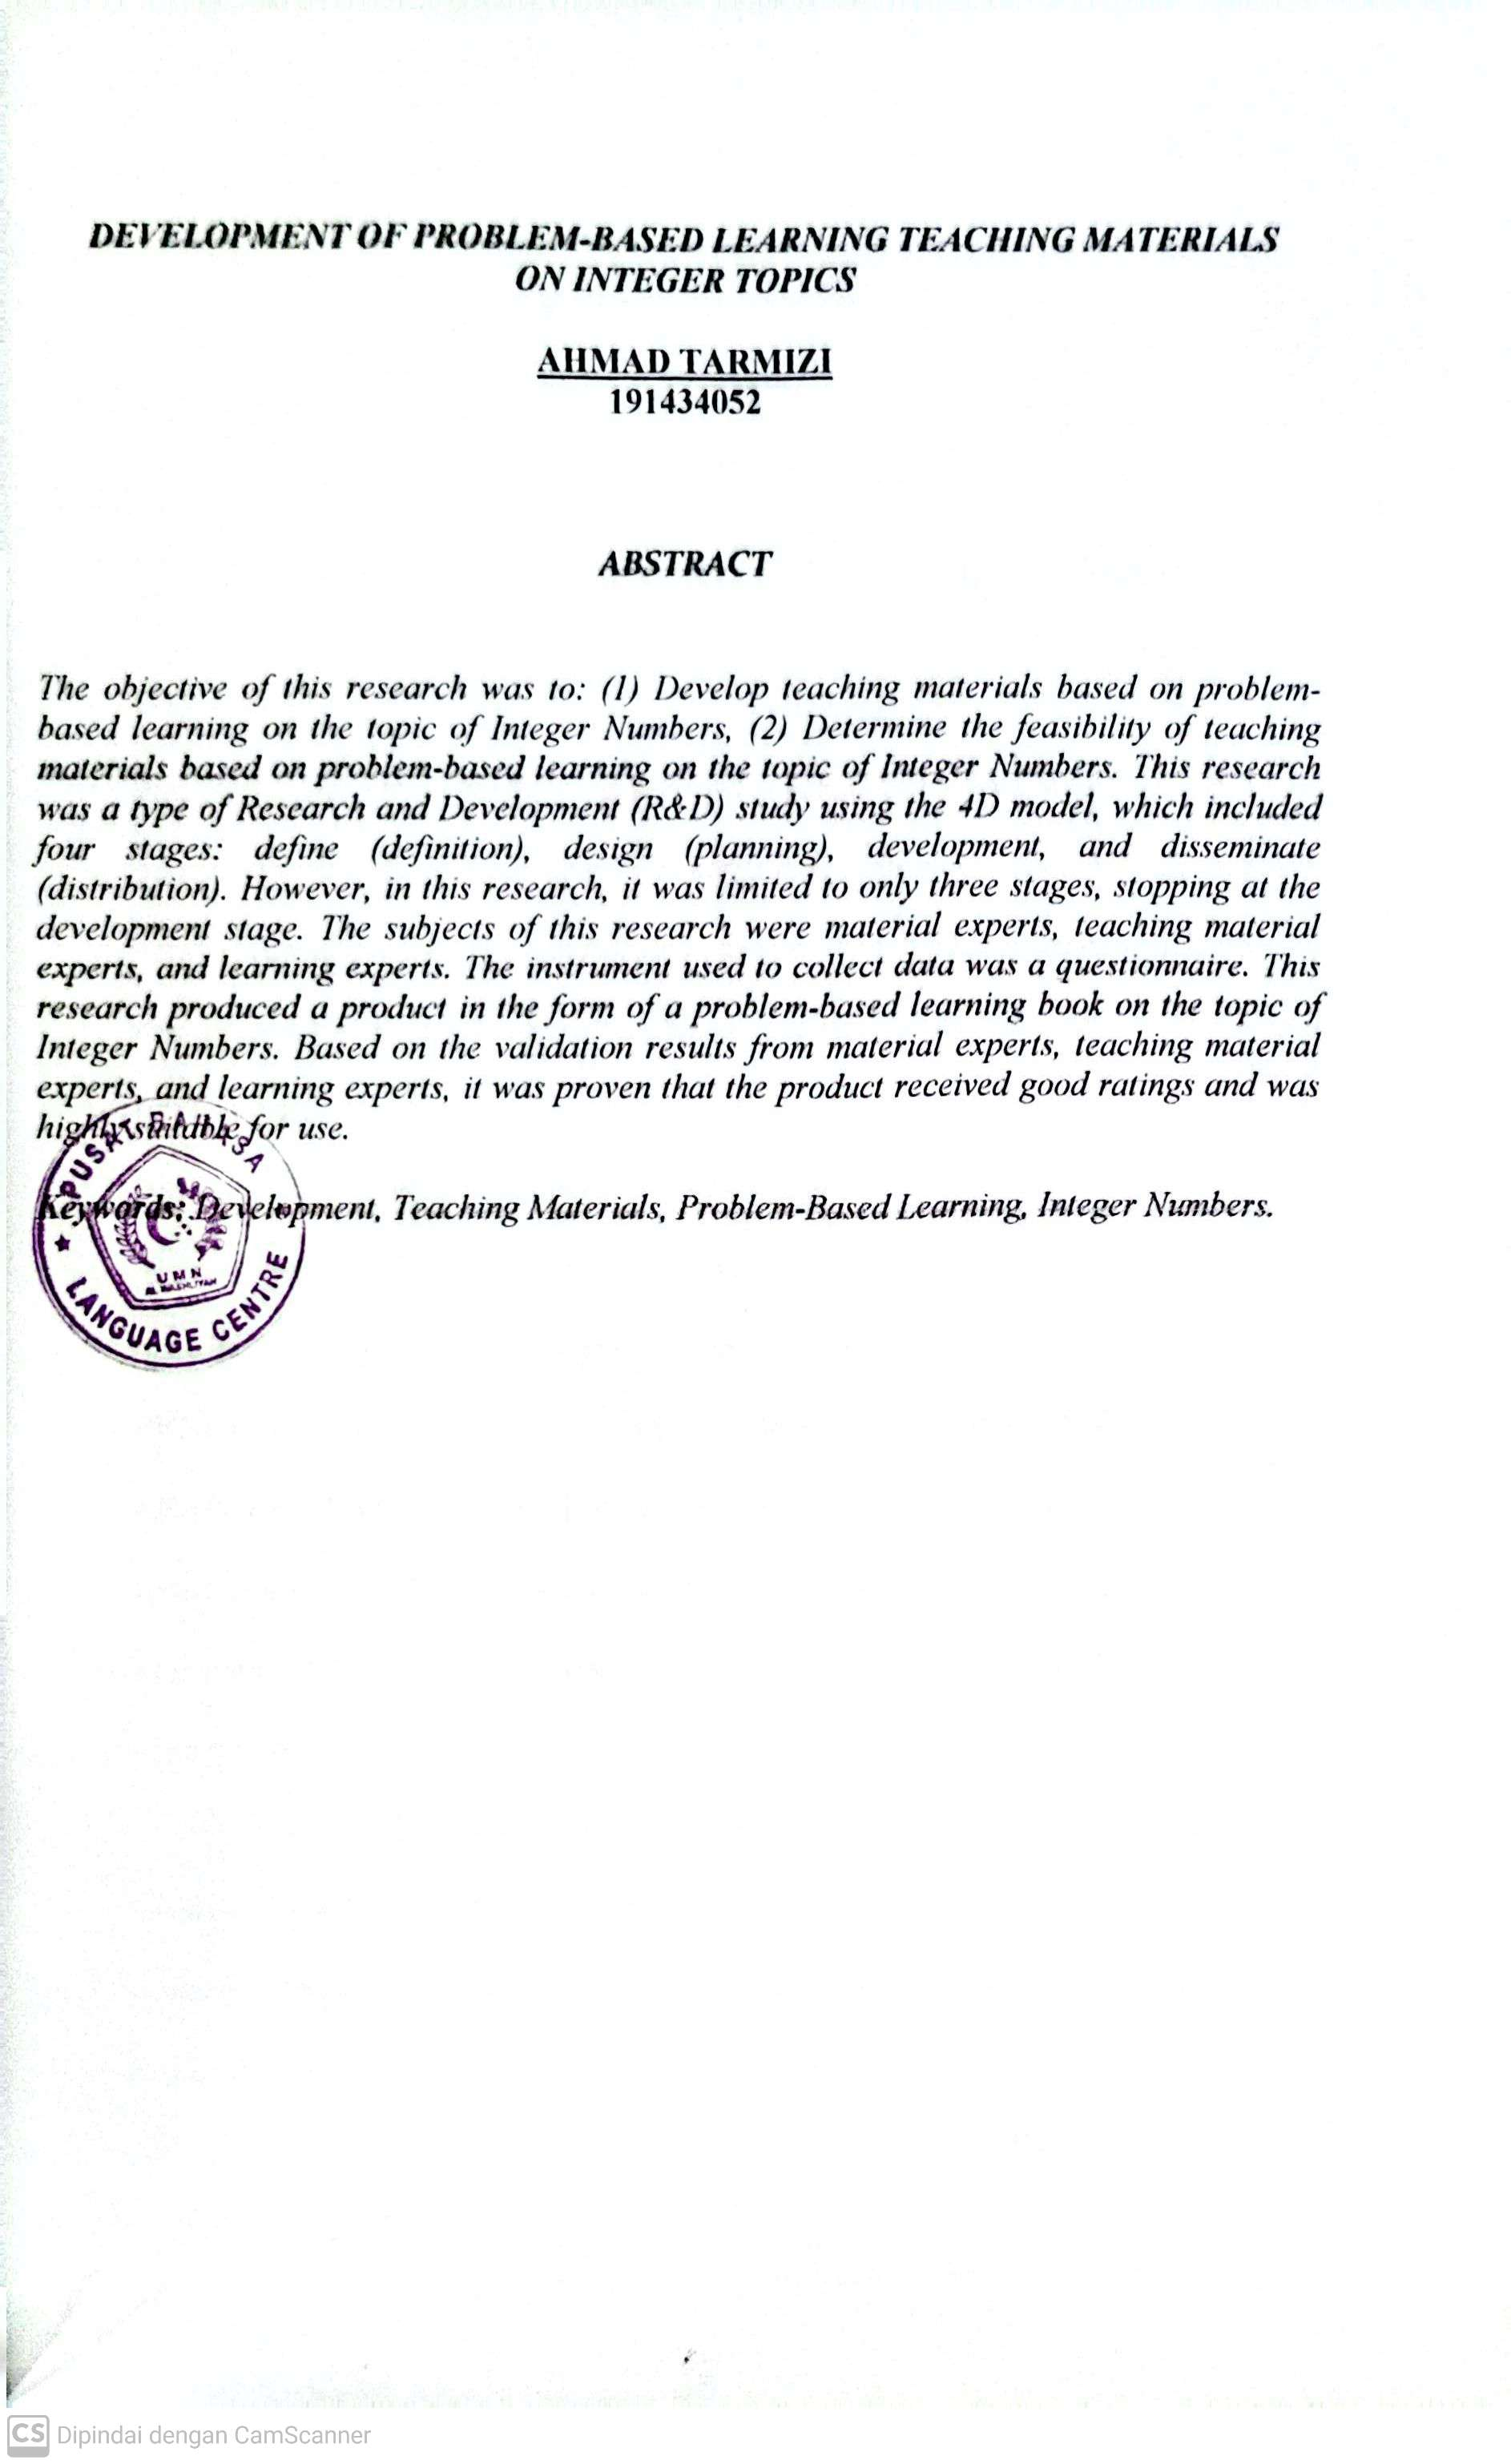 DEVELOPMENT OF PROBLEM-BASED LEARNING TEACHING MATERIALS
ON INTEGER TOPICS
AHMAD TARMIZI
191434052
ABSTRACT
The objective of this research was to: (1) Develop teaching materials based on problem-
based learning on the topic of Integer Numbers, (2) Determine the feasibility of teaching
materials based on problem-based learning on the topic of Integer Numbers. This research
was a type of Research and Development (R&D) study using the 4D model, which included
four stages: define (definition), design (planning), development, and disseminate
(distribution). However, in this research, it was limited to only three stages, stopping at the
development stage. The subjects of this research were material experts, teaching material
experts, and learning experts. The instrument used to collect data was a questionnaire. This
research produced a product in the form of a problem-based learning book on the topic of
Integer Numbers. Based on the validation results from material experts, teaching material
experts, and learning experts, it was proven that the product received good ratings and was
highly suitable for use.
Keywords: Development, Teaching Materials, Problem-Based Learning, Integer Numbers.
PUSAT BAHASA
UMN
AL WASHLIYAH
LANGUAGE CENTRE
CS Dipindai dengan CamScanner